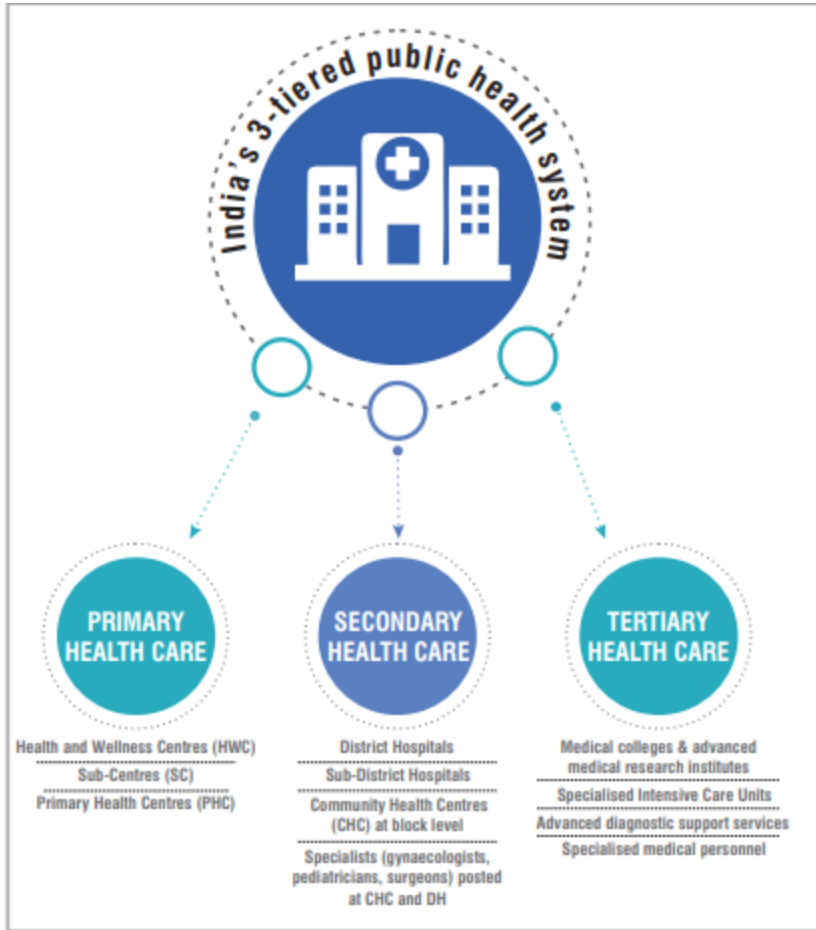 India's 3-tiered public health system
PRIMARY
HEALTH CARE
Health and Wellness Centres (HWC)
Sub-Centres (SC)
Primary Health Centres (PHC)
SECONDARY
HEALTH CARE
District Hospitals
Sub-District Hospitals
Community Health Centres
(CHC) at block level
Specialists (gynaecologists,
pediatricians, surgeons) posted
at CHC and DH
TERTIARY
HEALTH CARE
Medical colleges & advanced
medical research institutes
Specialised Intensive Care Units
Advanced diagnostic support services
Specialised medical personnel